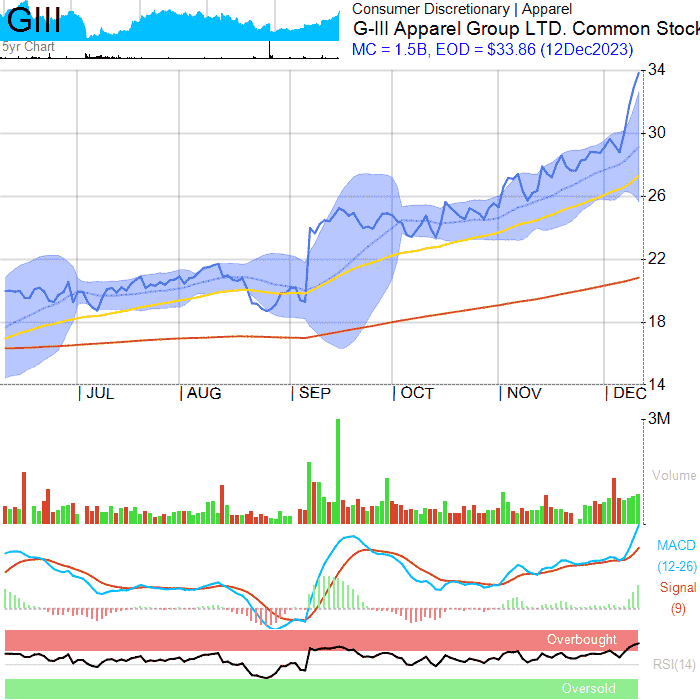 GIII
5yr Chart
Consumer Discretionary | Apparel
G-III Apparel Group LTD. Common Stock
MC = 1.5B, EOD = $33.86 (12Dec2023)
34
30
26
22
18
14
JUL AUG SEP OCT NOV DEC
3M
Volume
MACD
(12-26)
Signal
(9)
Overbought
RSI(14)
Oversold